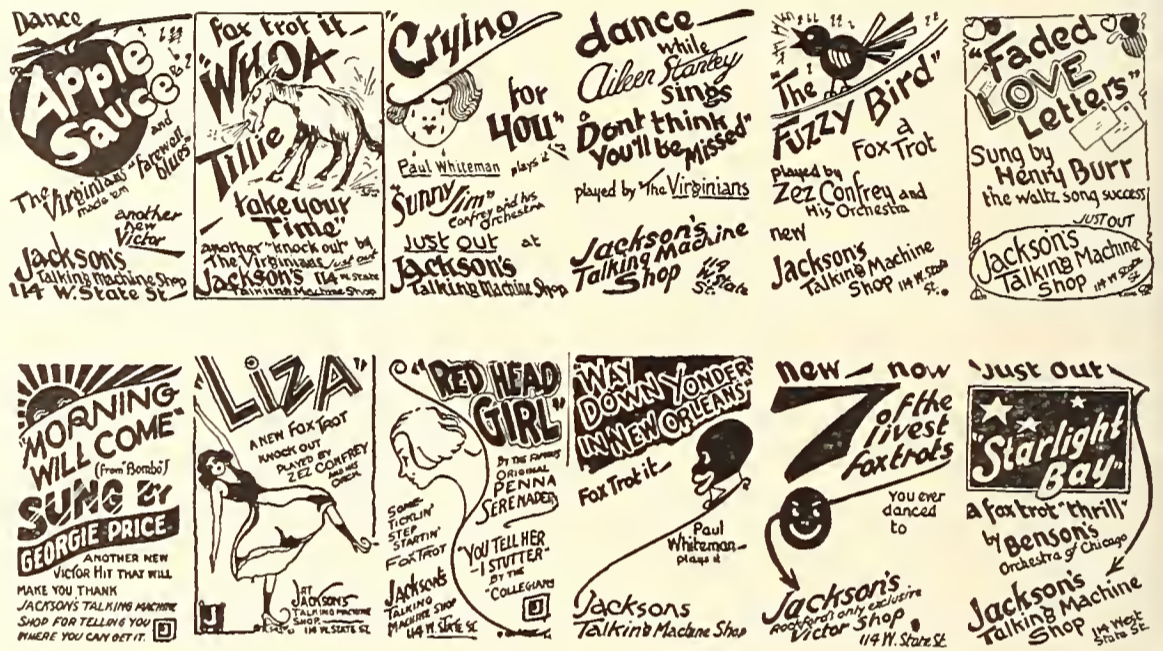 Dance
"Apple
Sauce"
and
"Farewell
blues"
The Virginians
made 'em
another
new
Victor
Jackson's
Talking Machine Shop
114 W. State St.
fox trot it
"WHOA
Tillie
take your
Time"
another "knock out" by
The Virginians Just out
Jackson's 114 W. State
Talking Machine Shop
"Crying
for
you"
Paul Whiteman plays it
"Sunny
Jim"
Confrey and his
orchestra
Just out at
Jackson's
Talking Machine Shop
dance
while
Aileen Stanley
sings
"Dont think
You'll be Missed"
played by The Virginians
Jackson's
Talking Machine
Shop 114
W. State
St.
"The
Fuzzy Bird"
a
Fox Trot
played by
Zez Confrey and
His Orchestra
new
Jackson's
Talking Machine
Shop 114 W. State
St.
"Faded
LOVE
Letters"
Sung by
Henry Burr
the waltz song success
JUST OUT
Jackson's
Talking Machine
Shop 114 W. State
St.
"MORNING
WILL COME"
(from Bombo)
SUNG BY
GEORGIE PRICE
ANOTHER NEW
VICTOR HIT THAT WILL
MAKE YOU THANK
JACKSON'S TALKING MACHINE
SHOP FOR TELLING YOU
WHERE YOU CAN GET IT. J
"LIZA"
A NEW FOX TROT
KNOCK OUT
PLAYED BY
ZEZ CONFREY
AND HIS
ORCH.
AT
JACKSON'S
TALKING MACHINE
SHOP
114 W. STATE ST.
J
"RED HEAD
GIRL"
BY THE FAMOUS
ORIGINAL
PENNA
SERENADERS
SOME
TICKLIN'
STEP
STARTIN'
FOXTROT
"YOU TELL HER
I STUTTER"
BY THE
"COLLEGIANS
Jackson's
TALKING
MACHINE SHOP
114 W. STATE ST.
J
"WAY
DOWN YONDER
IN NEW ORLEANS"
Fox Trot it
Paul
Whiteman
plays it
Jacksons
Talking Machine Shop
new now
7 of the
livest
foxtrots
You ever
danced
to
Jackson's
Rockford's only exclusive
Victor Shop
114 W. State St.
Just out
"Starlight
Bay"
a fox trot "thrill"
by Benson's
Orchestra of Chicago
Jackson's
Talking Machine
Shop 114 West
State St.